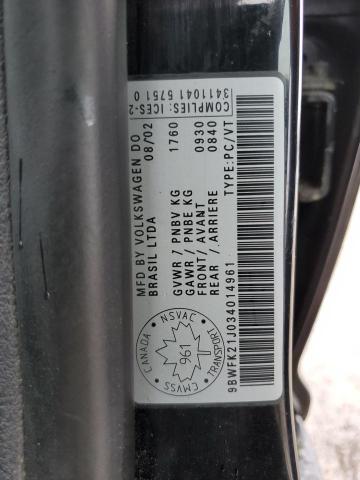 MFD BY VOLKSWAGEN DO
BRASIL LTDA 08/02
GVWR / PNBV KG 1760
GAWR / PNBE KG
FRONT/ AVANT 0930
REAR /.ARRIERE 0840
TYPE:PC/VT
COMPLIES: ICES-2
3411041 5751 0
CANADA
NSVAC
TRANSPORT
CMVSS
961
9BWFK21J034014961